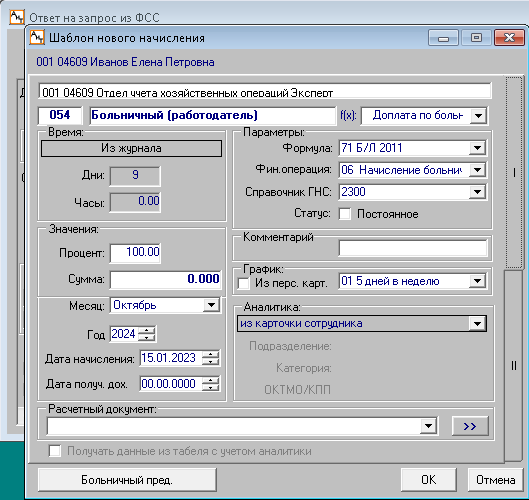 Ответ на запрос из ФСС
Шаблон нового начисления
001 04609 Иванов Елена Петровна
001 04609 Отдел учета хозяйственных операций Эксперт
054 Больничный (работодатель) f(x): Доплата по больн
Время:
Из журнала
Дни: 9
Часы: 0.00
Параметры:
Формула: 71 Б/Л 2011
Фин.операция: 06 Начисление больнич
Справочник ГНС: 2300
Статус: Постоянное
Значения:
Процент: 100.00
Сумма: 0.000
Комментарий
График:
Из перс. карт. 01 5 дней в неделю
Месяц: Октябрь
Год 2024
Дата начисления: 15.01.2023
Дата получ. дох. 00.00.0000
Аналитика:
из карточки сотрудника
Подразделение:
Категория:
ОКТМО/КПП
Расчетный документ:
>>
Получать данные из табеля с учетом аналитики
I
II
Больничный пред. OK Отмена